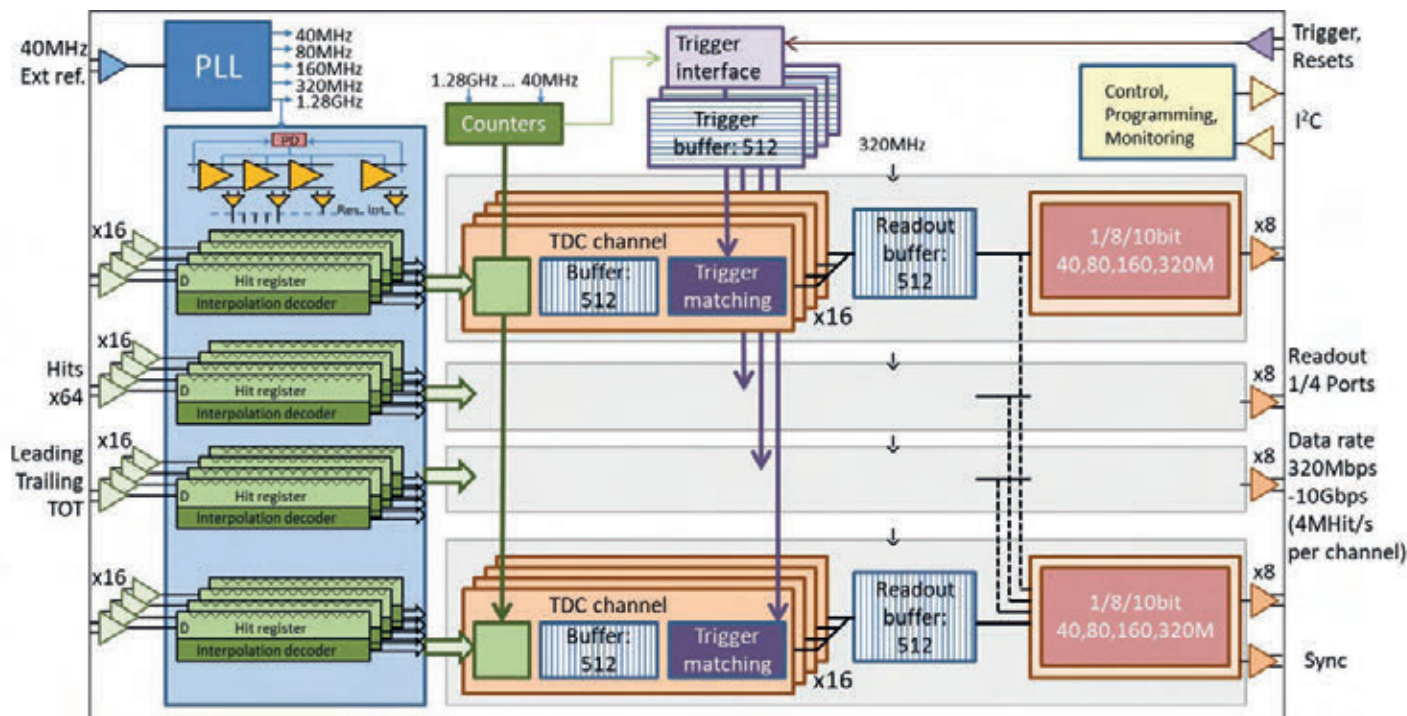 40MHz
Ext ref.
PLL
40MHz
80MHz
160MHz
320MHz
1.28GHz
1.28GHz ... 40MHz
Counters
Trigger
interface
Trigger
buffer: 512
Trigger,
Resets
Control,
Programming,
Monitoring
I²C
320MHz
PD
Res. int.
x16
D
Hit register
Interpolation decoder
TDC channel
Buffer:
512
Trigger
matching
x16
Readout
buffer:
512
1/8/10bit
40,80,160,320M
x8
Hits
x64
x16
D
Hit register
Interpolation decoder
x8
Readout
1/4 Ports
Leading
Trailing
TOT
x16
D
Hit register
Interpolation decoder
x8
Data rate
320Mbps
-10Gbps
(4MHit/s
per channel)
x16
D
Hit register
Interpolation decoder
TDC channel
Buffer:
512
Trigger
matching
x16
Readout
buffer:
512
1/8/10bit
40,80,160,320M
x8
Sync